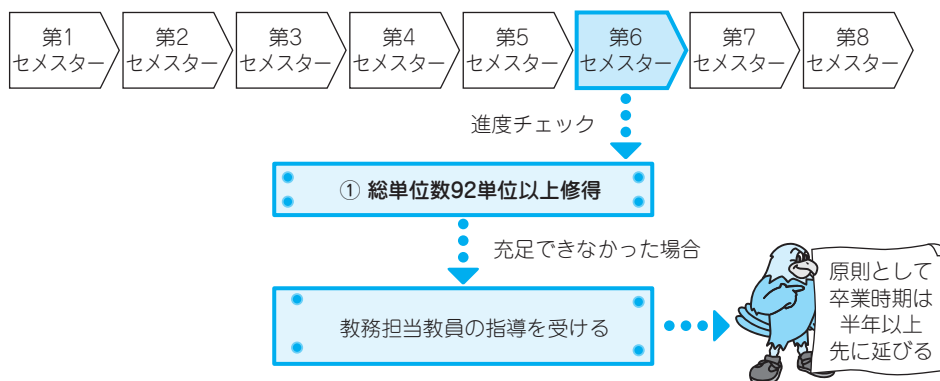 第1
セメスター
第2
セメスター
第3
セメスター
第4
セメスター
第5
セメスター
第6
セメスター
第7
セメスター
第8
セメスター
進度チェック
① 総単位数92単位以上修得
充足できなかった場合
教務担当教員の指導を受ける
原則として
卒業時期は
半年以上
先に延びる